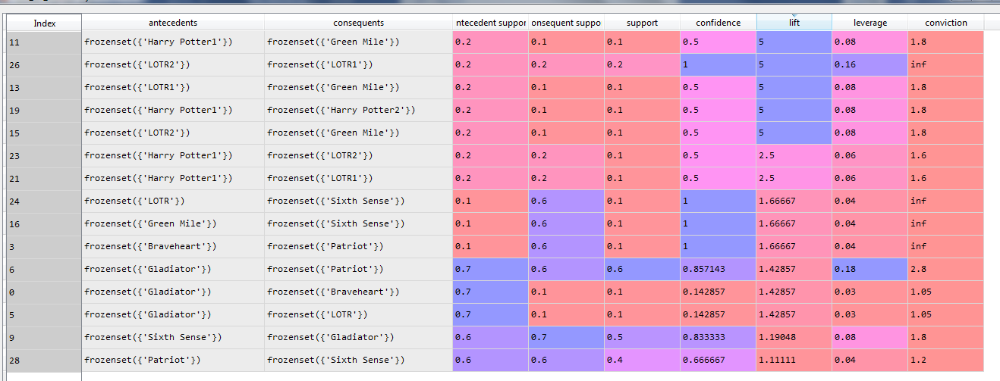 Index antecedents consequents ntecedent suppor onsequent suppo support confidence lift leverage conviction
11 frozenset({'Harry Potter1'}) frozenset({'Green Mile'}) 0.2 0.1 0.1 0.5 5 0.08 1.8
26 frozenset({'LOTR2'}) frozenset({'LOTR1'}) 0.2 0.2 0.2 1 5 0.16 inf
13 frozenset({'LOTR1'}) frozenset({'Green Mile'}) 0.2 0.1 0.1 0.5 5 0.08 1.8
19 frozenset({'Harry Potter1'}) frozenset({'Harry Potter2'}) 0.2 0.1 0.1 0.5 5 0.08 1.8
15 frozenset({'LOTR2'}) frozenset({'Green Mile'}) 0.2 0.1 0.1 0.5 5 0.08 1.8
23 frozenset({'Harry Potter1'}) frozenset({'LOTR2'}) 0.2 0.2 0.1 0.5 2.5 0.06 1.6
21 frozenset({'Harry Potter1'}) frozenset({'LOTR1'}) 0.2 0.2 0.1 0.5 2.5 0.06 1.6
24 frozenset({'LOTR'}) frozenset({'Sixth Sense'}) 0.1 0.6 0.1 1 1.66667 0.04 inf
16 frozenset({'Green Mile'}) frozenset({'Sixth Sense'}) 0.1 0.6 0.1 1 1.66667 0.04 inf
3 frozenset({'Braveheart'}) frozenset({'Patriot'}) 0.1 0.6 0.1 1 1.66667 0.04 inf
6 frozenset({'Gladiator'}) frozenset({'Patriot'}) 0.7 0.6 0.6 0.857143 1.42857 0.18 2.8
0 frozenset({'Gladiator'}) frozenset({'Braveheart'}) 0.7 0.1 0.1 0.142857 1.42857 0.03 1.05
5 frozenset({'Gladiator'}) frozenset({'LOTR'}) 0.7 0.1 0.1 0.142857 1.42857 0.03 1.05
9 frozenset({'Sixth Sense'}) frozenset({'Gladiator'}) 0.6 0.7 0.5 0.833333 1.19048 0.08 1.8
28 frozenset({'Patriot'}) frozenset({'Sixth Sense'}) 0.6 0.6 0.4 0.666667 1.11111 0.04 1.2